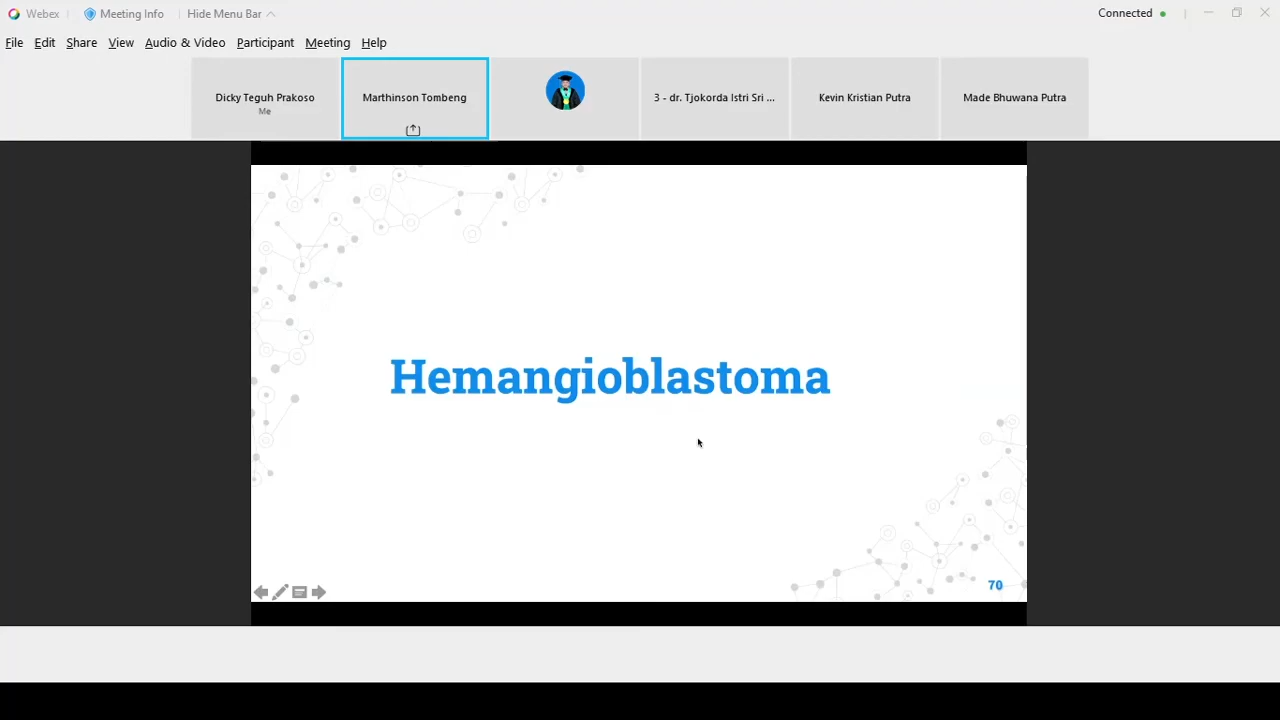 Webex
Meeting Info
Hide Menu Bar
Connected
File Edit Share View Audio & Video Participant Meeting Help
Dicky Teguh Prakoso
Me
Marthinson Tombeng
3 - dr. Tjokorda Istri Sri ...
Kevin Kristian Putra
Made Bhuwana Putra
Hemangioblastoma
70